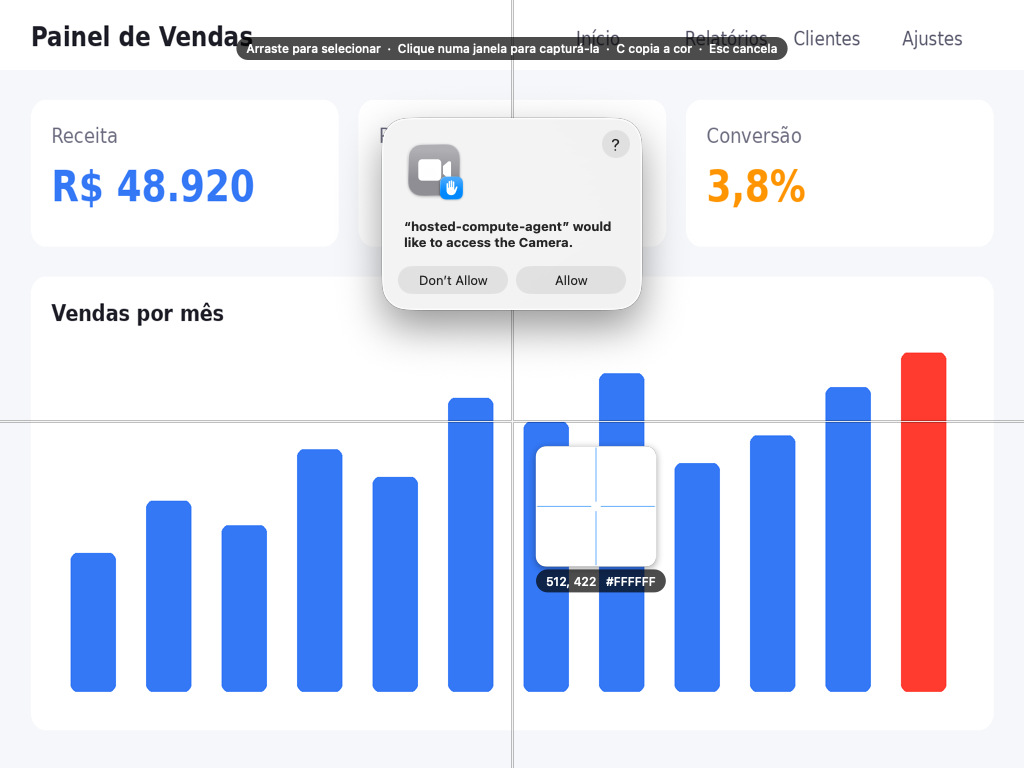 Painel de Vendas
Início
Relatórios
Clientes
Ajustes
Arraste para selecionar · Clique numa janela para capturá-la · C copia a cor · Esc cancela
Receita
R$ 48.920
Conversão
3,8%
?
“hosted-compute-agent” would
like to access the Camera.
Don’t Allow
Allow
Vendas por mês
512, 422 #FFFFFF